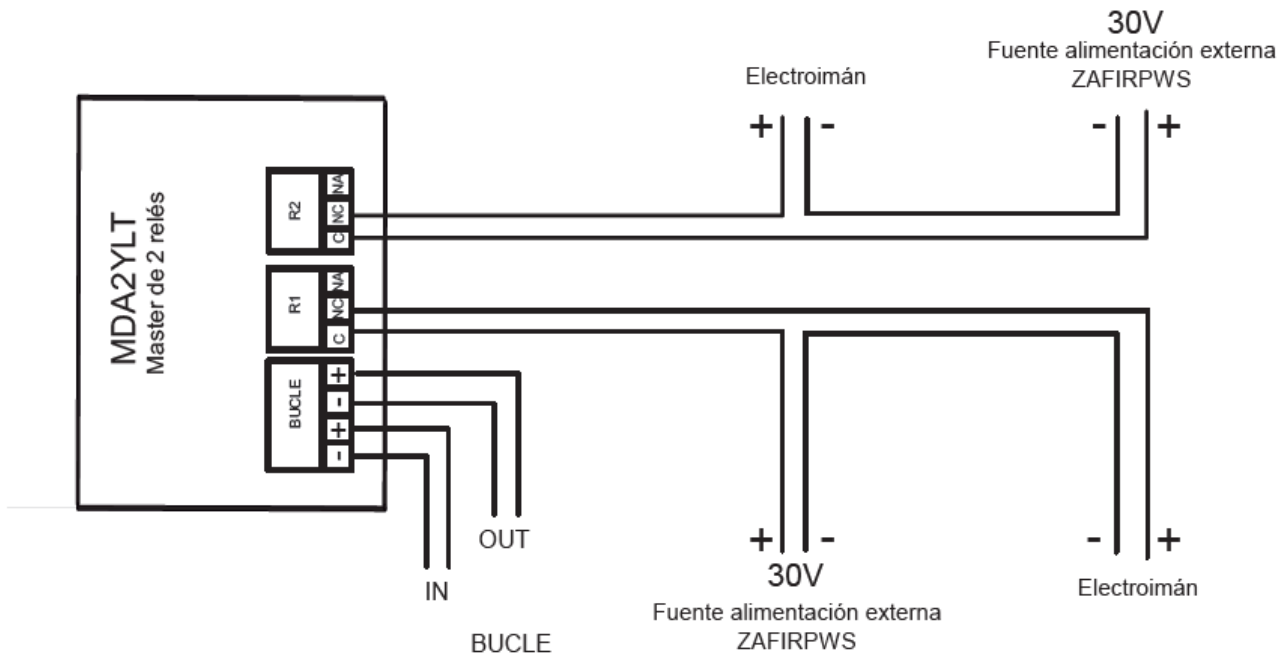 30V
Fuente alimentación externa
ZAFIRPWS
Electroimán
+ -
- +
MDA2YLT
Master de 2 relés
R2
NA
NC
C
R1
NA
NC
C
BUCLE
+
-
+
-
OUT
IN
BUCLE
+ -
30V
Fuente alimentación externa
ZAFIRPWS
- +
Electroimán